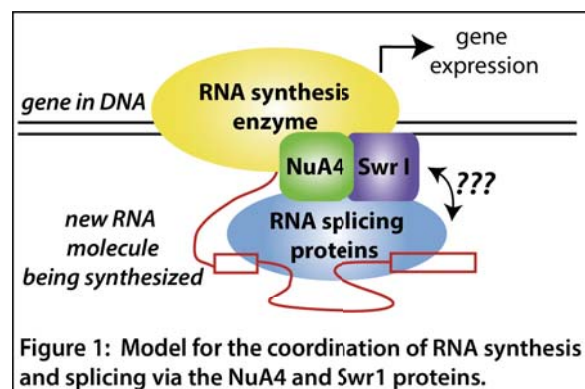 gene
expression
gene in DNA
RNA synthesis
enzyme
NuA4
Swr I
???
new RNA
molecule
being synthesized
RNA splicing
proteins
Figure 1: Model for the coordination of RNA synthesis
and splicing via the NuA4 and Swr1 proteins.